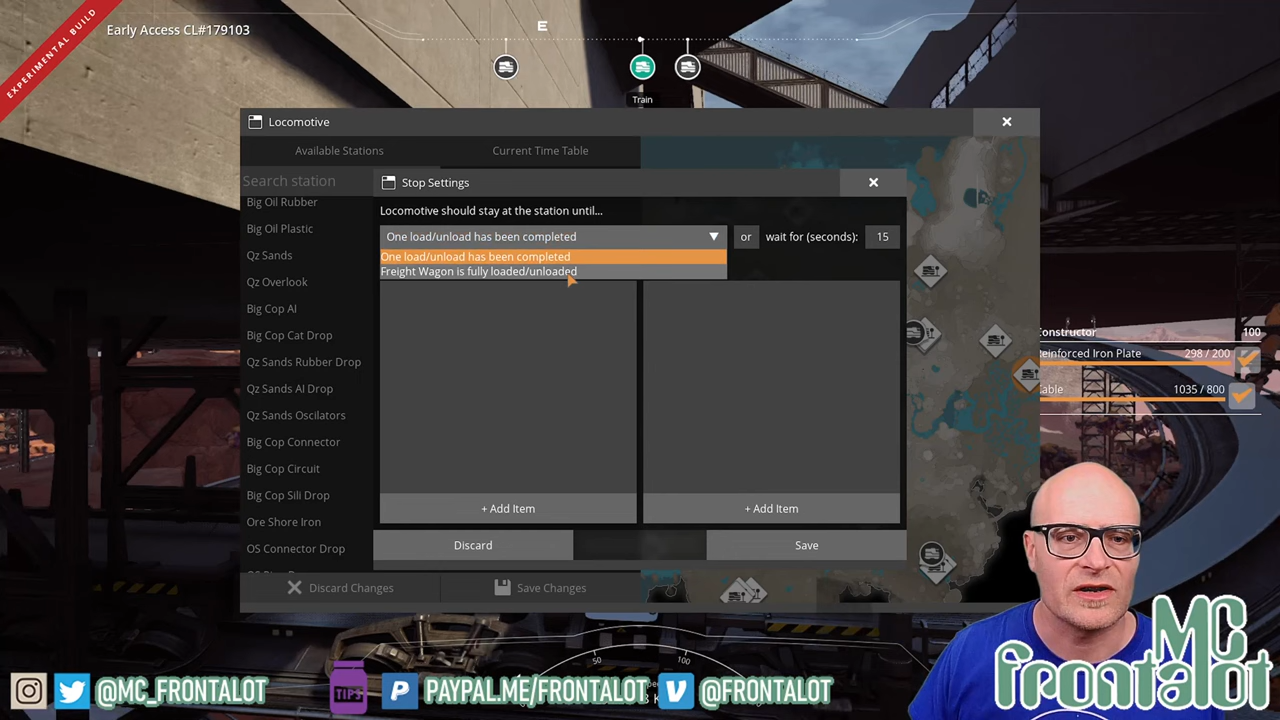 EXPERIMENTAL BUILD
Early Access CL#179103
E
Train
Locomotive
Available Stations
Current Time Table
Search station
Stop Settings
Locomotive should stay at the station until...
One load/unload has been completed
or
wait for (seconds):
15
One load/unload has been completed
Freight Wagon is fully loaded/unloaded
Big Oil Rubber
Big Oil Plastic
Qz Sands
Qz Overlook
Big Cop Al
Big Cop Cat Drop
Qz Sands Rubber Drop
Qz Sands Al Drop
Qz Sands Oscilators
Big Cop Connector
Big Cop Circuit
Big Cop Sili Drop
Ore Shore Iron
OS Connector Drop
+ Add Item
+ Add Item
Discard
Save
Discard Changes
Save Changes
Constructor
100
Reinforced Iron Plate
298 / 200
1035 / 800
50
100
@MC_FRONTALOT
TIPS
PAYPAL.ME/FRONTALOT
@FRONTALOT
MC
frontalot